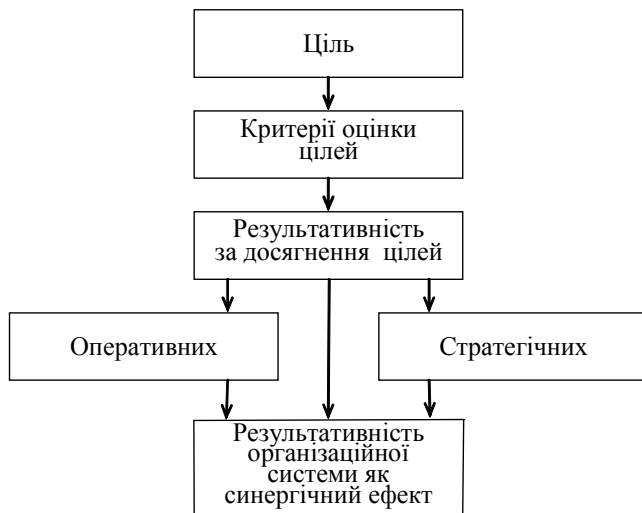 Ціль
Критерії оцінки
цілей
Результативність
за досягнення цілей
Оперативних
Стратегічних
Результативність
організаційної
системи як
синергічний ефект